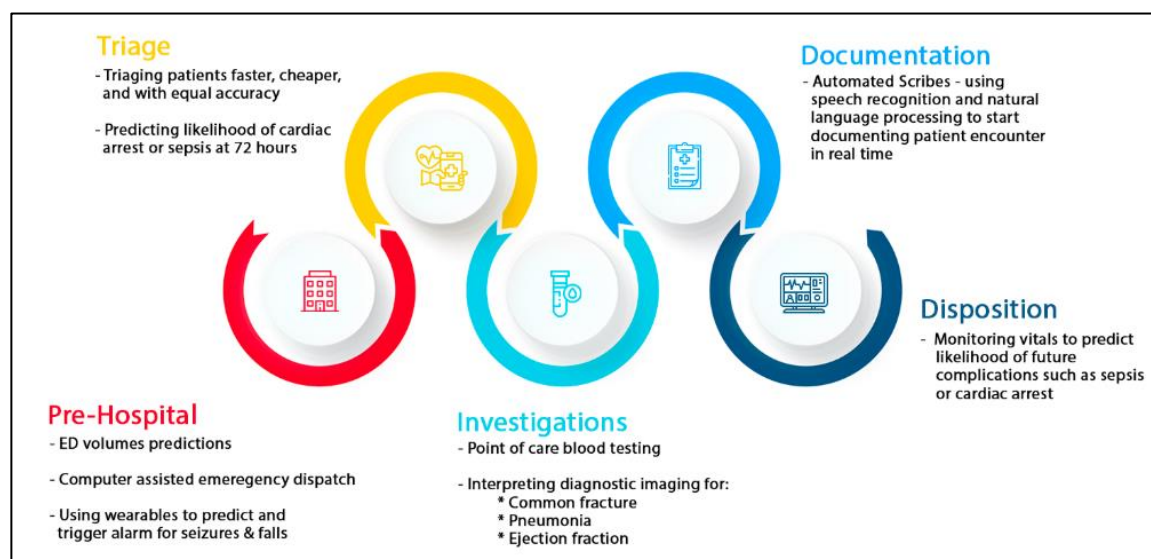 Triage
- Triaging patients faster, cheaper,
and with equal accuracy
- Predicting likelihood of cardiac
arrest or sepsis at 72 hours
Documentation
- Automated Scribes - using
speech recognition and natural
language processing to start
documenting patient encounter
in real time
Pre-Hospital
- ED volumes predictions
- Computer assisted emeregency dispatch
- Using wearables to predict and
trigger alarm for seizures & falls
Investigations
- Point of care blood testing
- Interpreting diagnostic imaging for:
* Common fracture
* Pneumonia
* Ejection fraction
Disposition
- Monitoring vitals to predict
likelihood of future
complications such as sepsis
or cardiac arrest